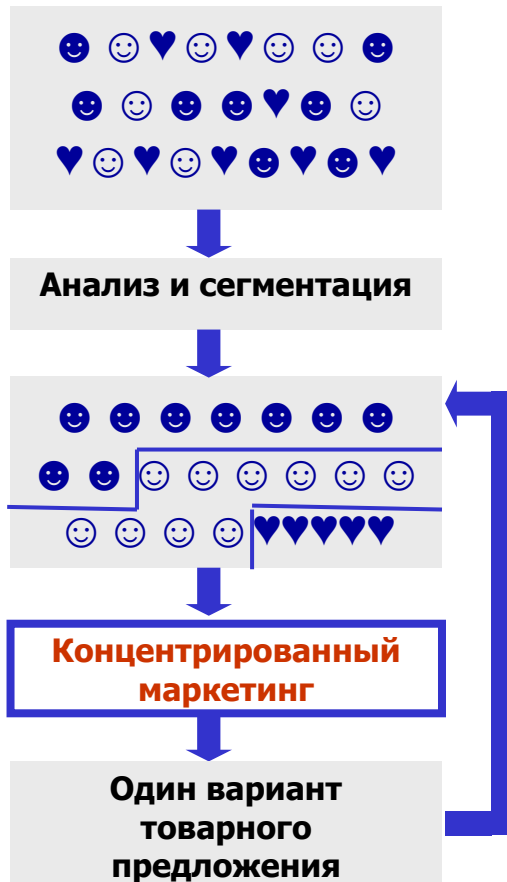 ☻ ☺ ♥ ☺ ♥ ☺ ☺ ☻
☻ ☺ ☻ ☻ ♥ ☻ ☺
♥ ☺ ♥ ☺ ♥ ☻ ♥ ☻ ♥
Анализ и сегментация
☻ ☻ ☻ ☻ ☻ ☻ ☻
☻ ☻ ☺ ☺ ☺ ☺ ☺ ☺
☺ ☺ ☺ ☺ ♥♥♥♥♥
Концентрированный
маркетинг
Один вариант
товарного
предложения